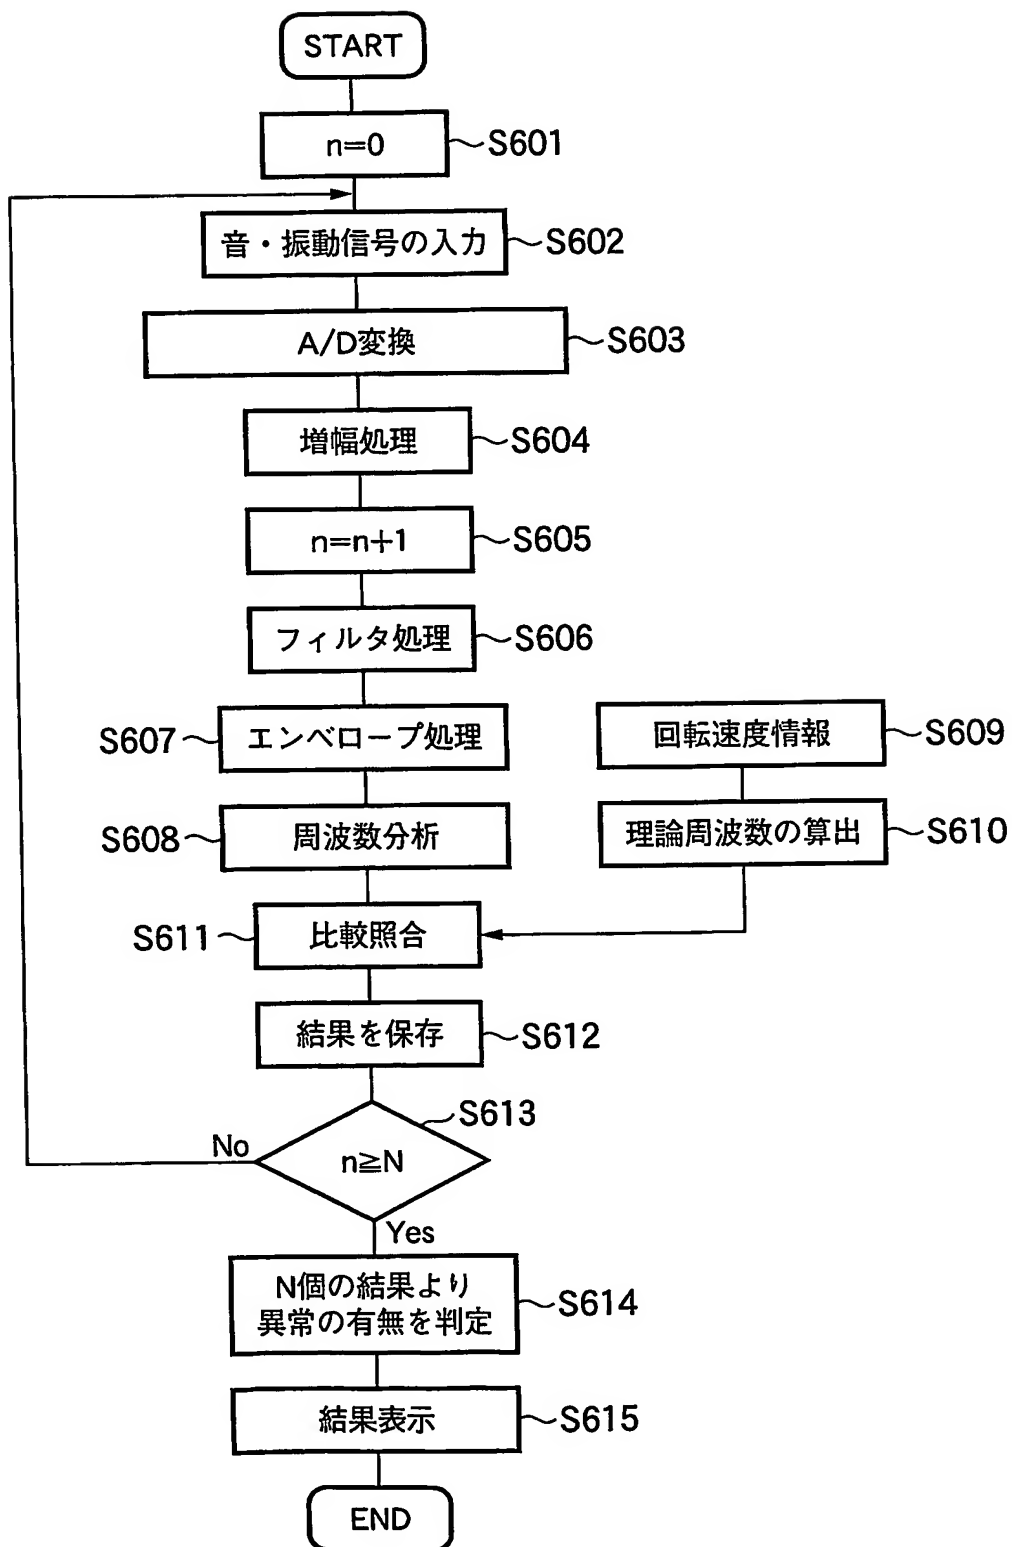 START
n=0
S601
音・振動信号の入力
S602
A/D変換
S603
増幅処理
S604
n=n+1
S605
フィルタ処理
S606
S607
エンベロープ処理
回転速度情報
S609
S608
周波数分析
理論周波数の算出
S610
S611
比較照合
結果を保存
S612
S613
No
n≧N
Yes
N個の結果より
異常の有無を判定
S614
結果表示
S615
END